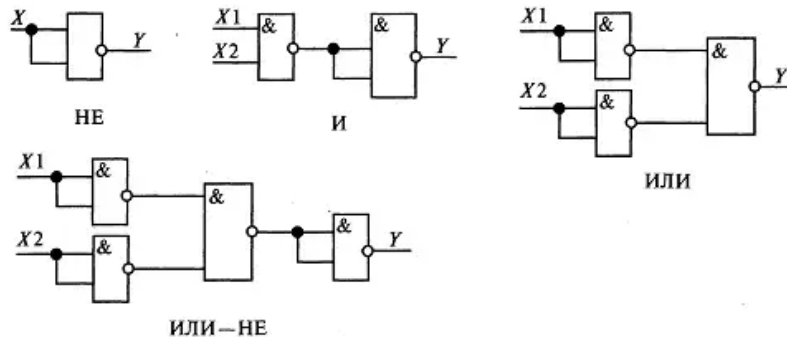 X Y
НЕ
X1 & &
X2 Y
И
X1 & &
X2 & Y
ИЛИ
X1 & &
X2 & & Y
ИЛИ—НЕ